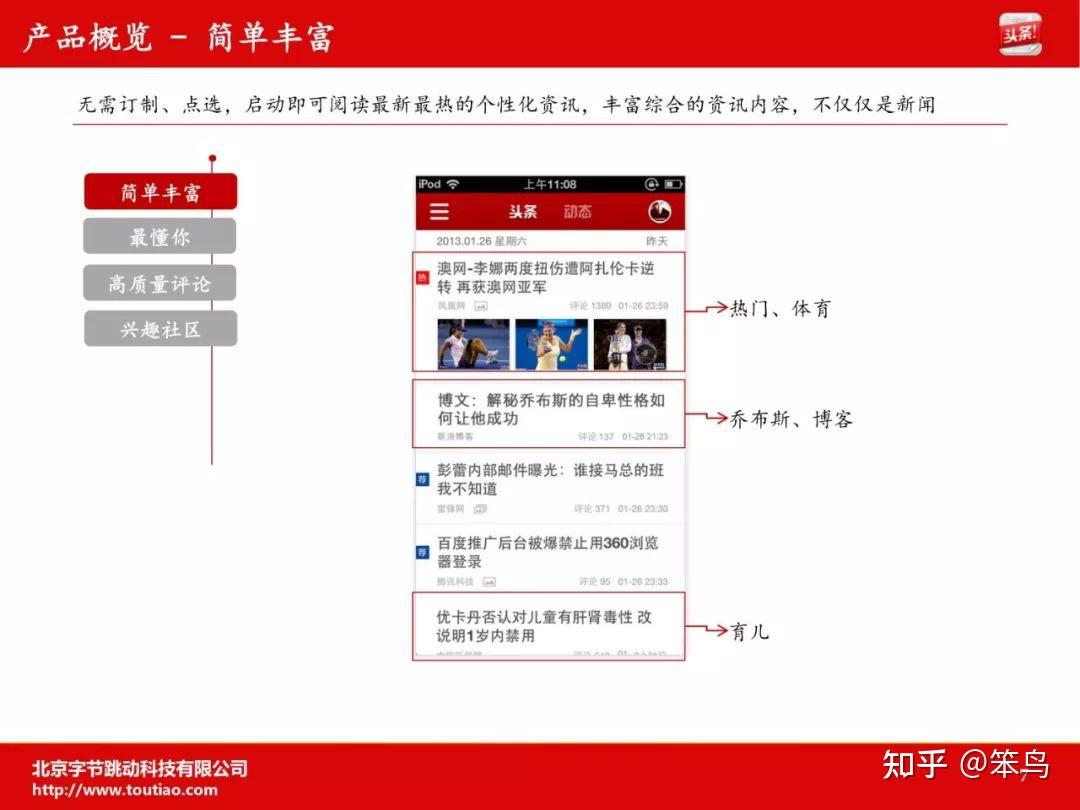 产品概览 - 简单丰富
头条!
无需订制、点选，启动即可阅读最新最热的个性化资讯，丰富综合的资讯内容，不仅仅是新闻
简单丰富
最懂你
高质量评论
兴趣社区
iPod 上午11:08
头条 动态
2013.01.26 星期六 昨天
热
澳网-李娜两度扭伤遭阿扎伦卡逆
转 再获澳网亚军
凤凰网 评论 1389 01-26 23:59
热门、体育
博文：解秘乔布斯的自卑性格如
何让他成功
新浪博客 评论 137 01-26 21:23
乔布斯、博客
荐
彭蕾内部邮件曝光：谁接马总的班
我不知道
雷锋网 评论 371 01-26 23:30
荐
百度推广后台被爆禁止用360浏览
器登录
腾讯科技 评论 95 01-26 23:33
优卡丹否认对儿童有肝肾毒性 改
说明1岁内禁用
育儿
北京字节跳动科技有限公司
http://www.toutiao.com
知乎 @笨鸟
7